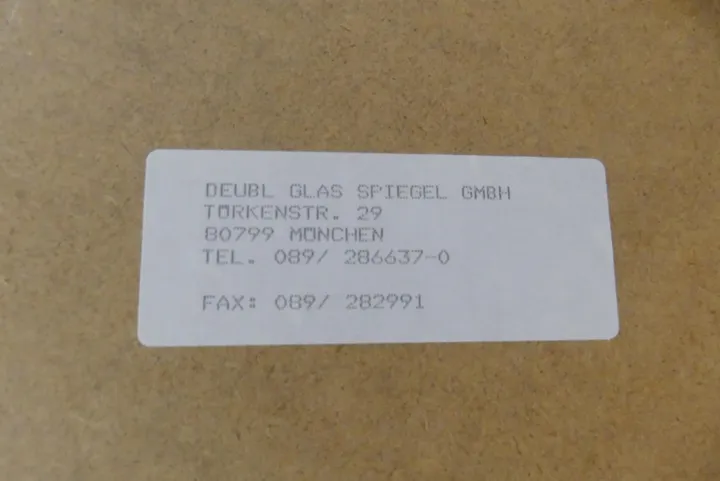 DEUBL GLAS SPIEGEL GMBH
TÜRKENSTR. 29
80799 MÜNCHEN
TEL. 089/ 286637-0
FAX: 089/ 282991